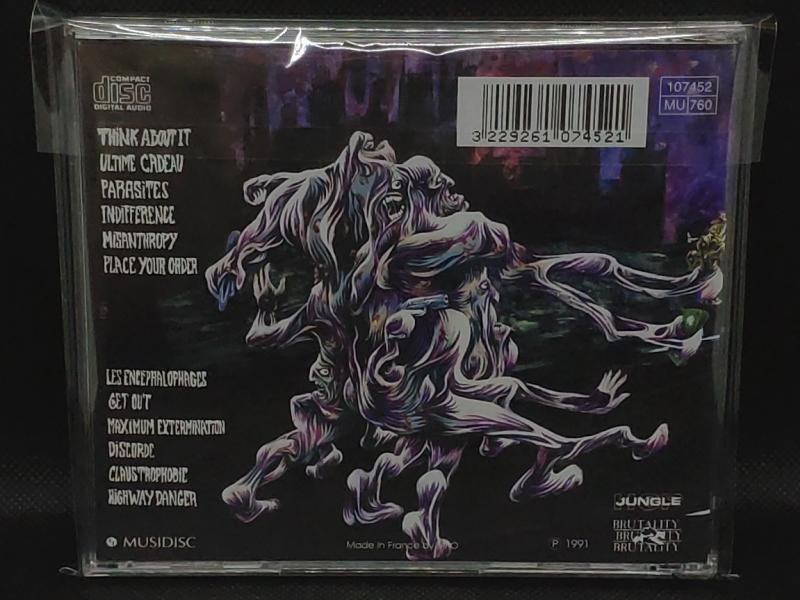 COMPACT
disc
DIGITAL AUDIO
3 229261 074521
107452
MU 760
THINK ABOUT IT
ULTIME CADEAU
PARASITES
INDIFFERENCE
MISANTHROPY
PLACE YOUR ORDER
LES ENCEPHALOPHAGES
GET OUT
MAXIMUM EXTERMINATION
DISCORDE
CLAUSTROPHOBIE
HIGHWAY DANGER
MUSIDISC
Made in France by
℗ 1991
JUNGLE
BRUTALITY
BRUTALITY
BRUTALITY